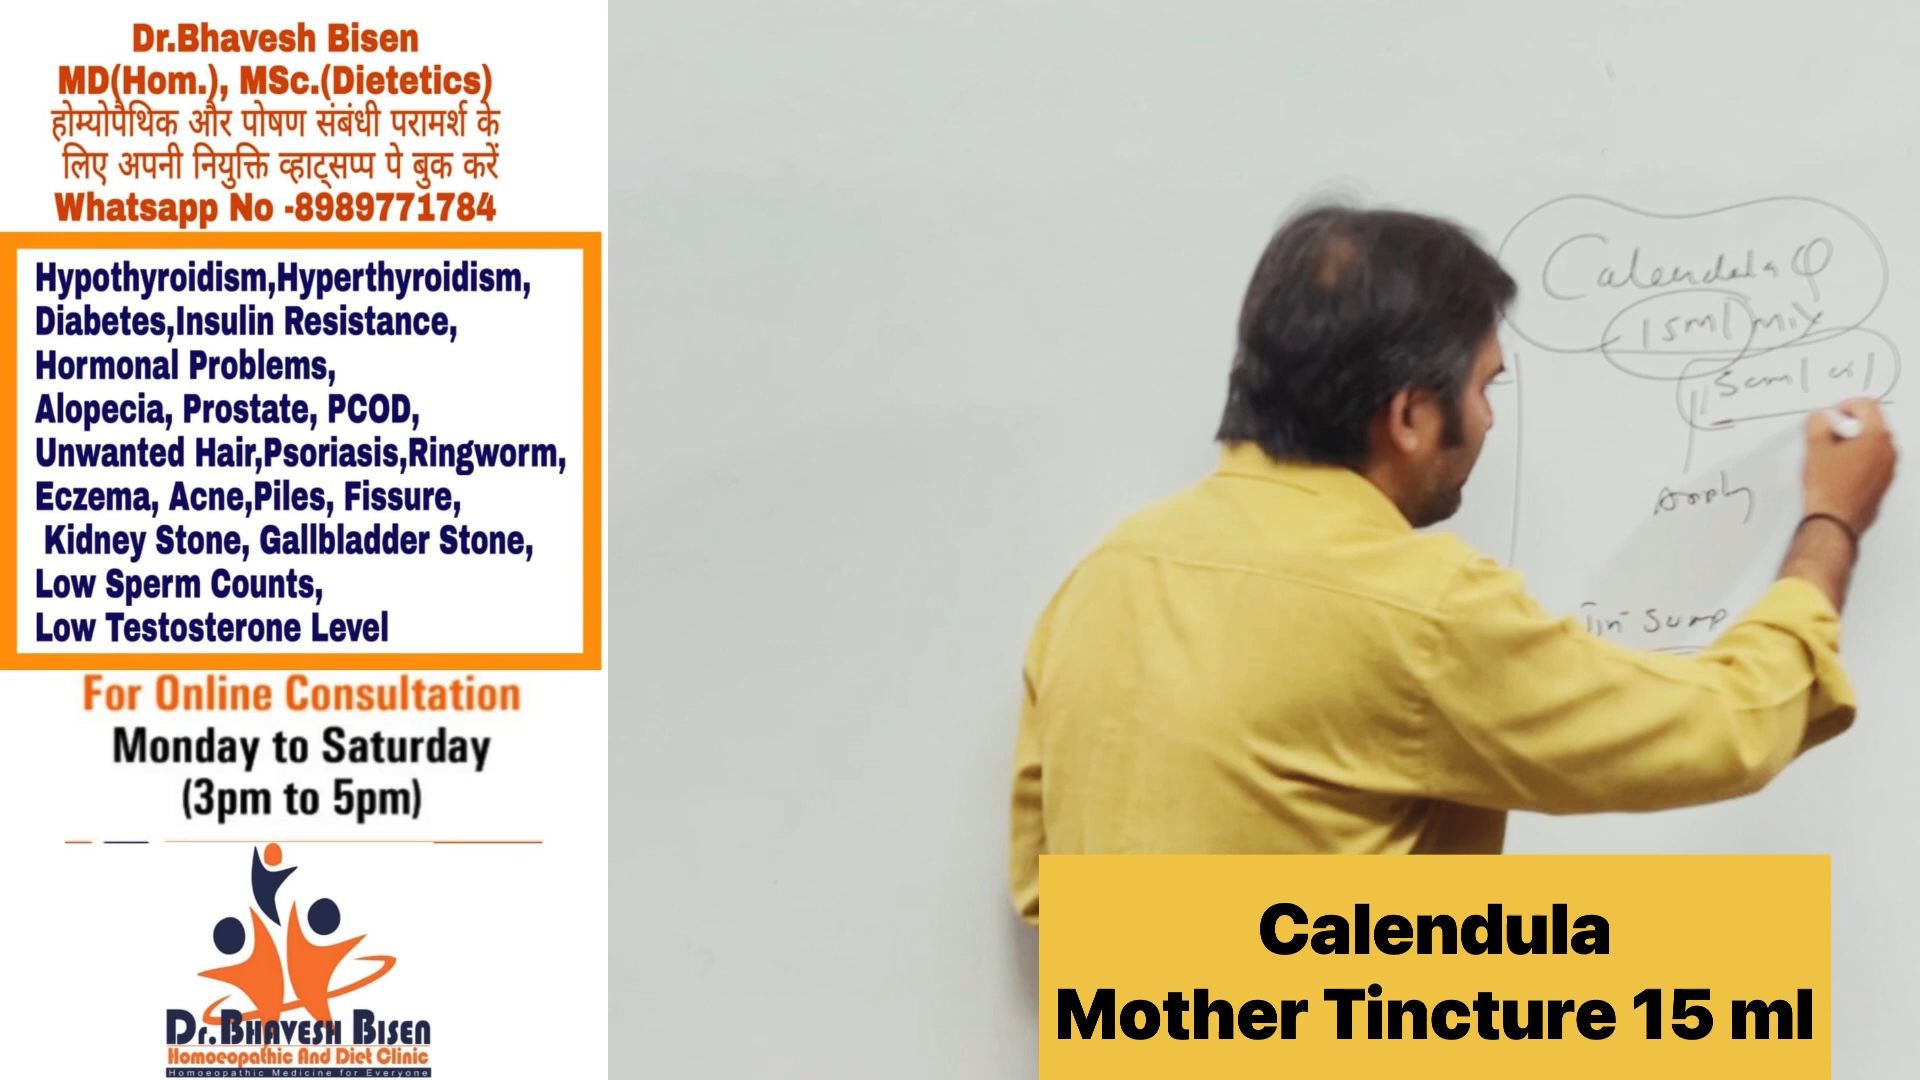 Dr.Bhavesh Bisen
MD(Hom.), MSc.(Dietetics)
होम्योपैथिक और पोषण संबंधी परामर्श के
लिए अपनी नियुक्ति व्हाट्सप्प पे बुक करें
Whatsapp No -8989771784
Hypothyroidism,Hyperthyroidism,
Diabetes,Insulin Resistance,
Hormonal Problems,
Alopecia, Prostate, PCOD,
Unwanted Hair,Psoriasis,Ringworm,
Eczema, Acne,Piles, Fissure,
Kidney Stone, Gallbladder Stone,
Low Sperm Counts,
Low Testosterone Level
For Online Consultation
Monday to Saturday
(3pm to 5pm)
Dr. Bhavesh Bisen
Homoeopathic And Diet Clinic
Homoeopathic Medicine for Everyone
Calendula Q
15ml mix
oil
Calendula
Mother Tincture 15 ml